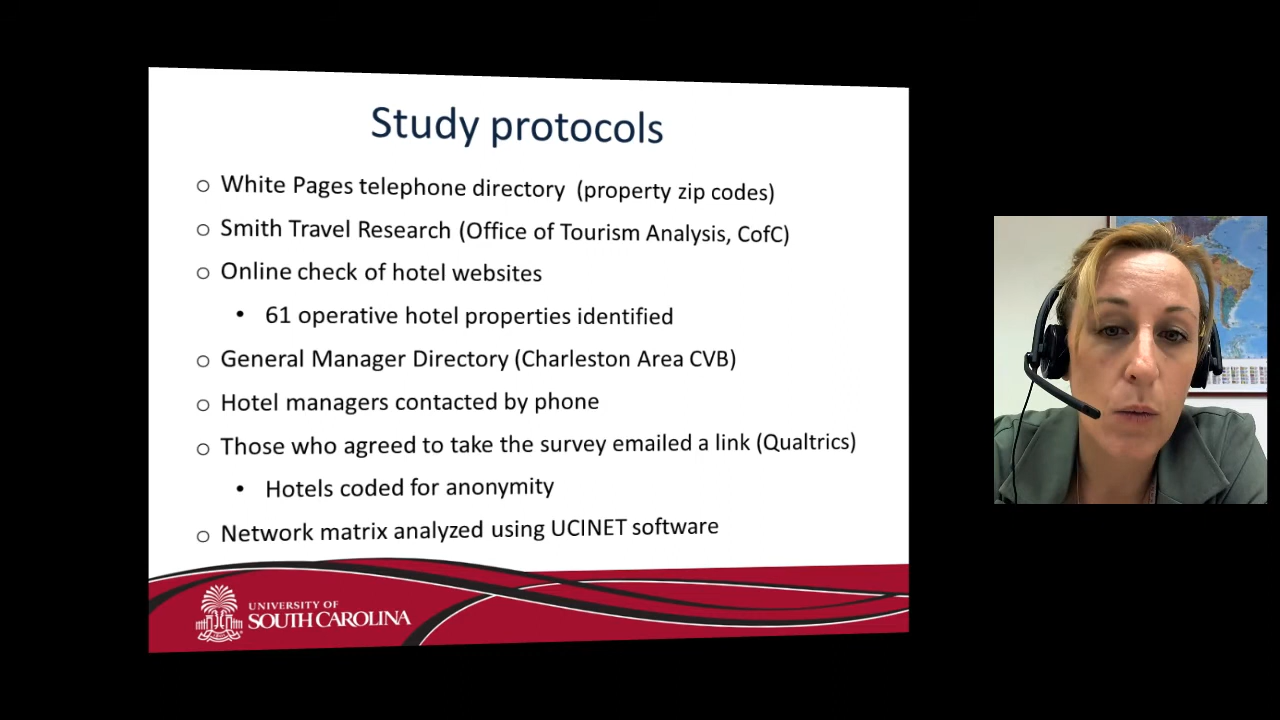 Study protocols
○ White Pages telephone directory (property zip codes)
○ Smith Travel Research (Office of Tourism Analysis, CofC)
○ Online check of hotel websites
• 61 operative hotel properties identified
○ General Manager Directory (Charleston Area CVB)
○ Hotel managers contacted by phone
○ Those who agreed to take the survey emailed a link (Qualtrics)
• Hotels coded for anonymity
○ Network matrix analyzed using UCINET software
UNIVERSITY OF
SOUTH CAROLINA